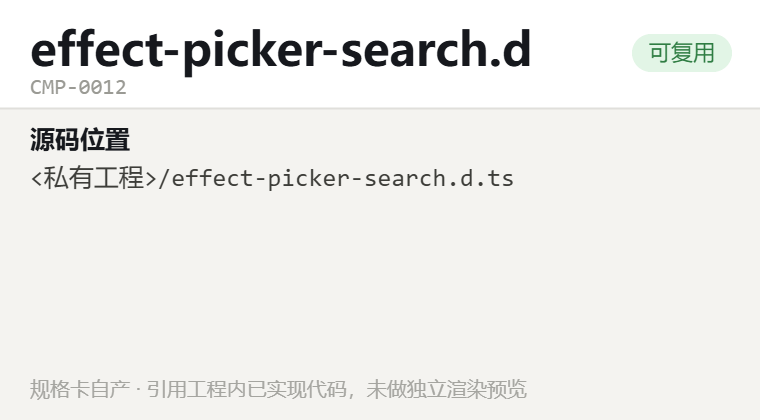 effect-picker-search.d
可复用
CMP-0012
源码位置
<私有工程>/effect-picker-search.d.ts
规格卡自产 · 引用工程内已实现代码，未做独立渲染预览